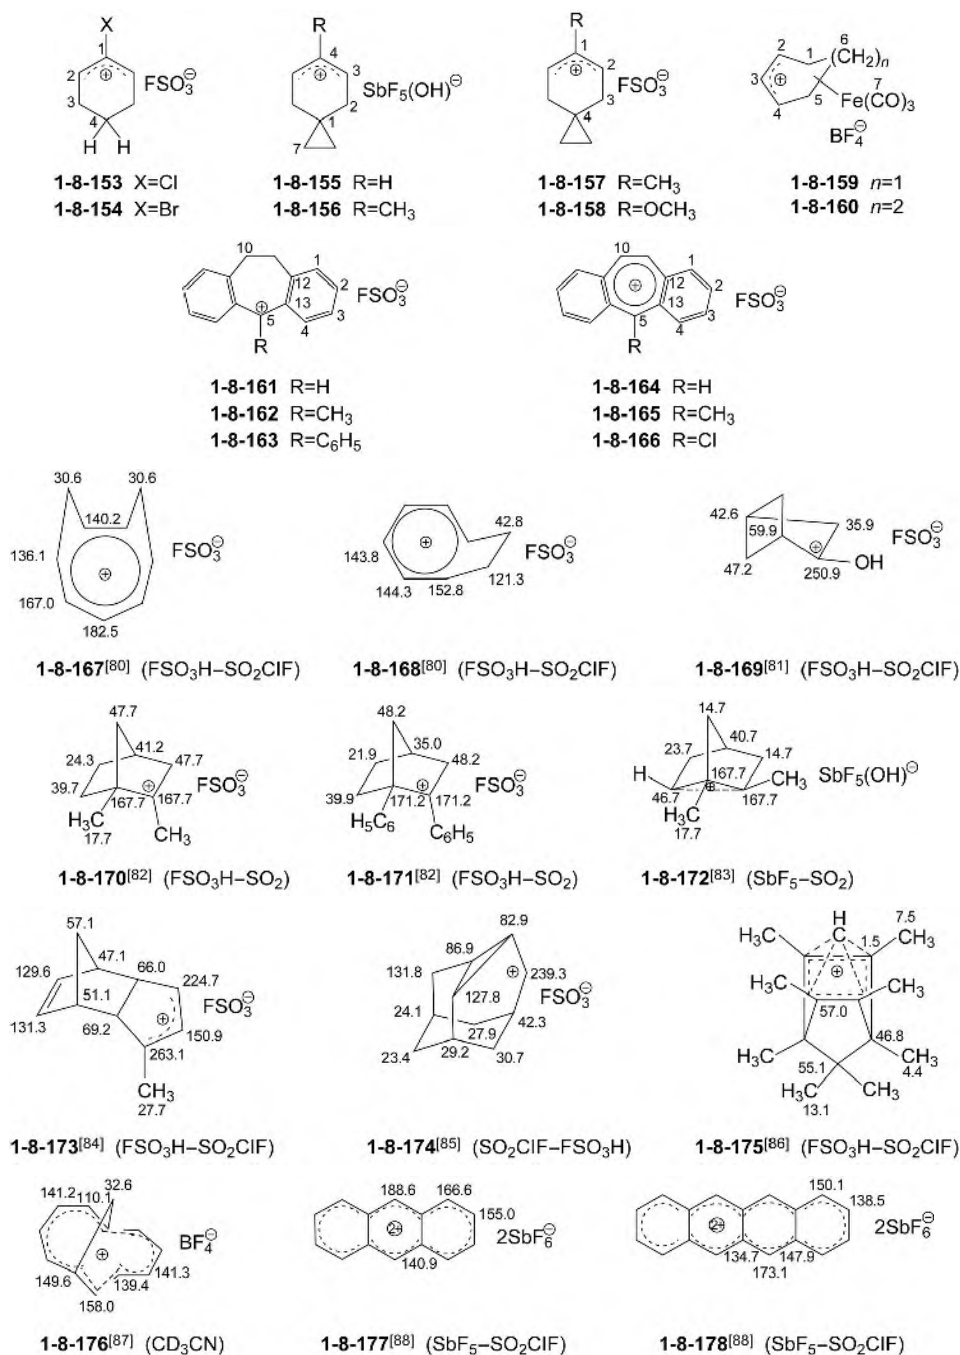 X
1
2
3
4
H H
FSO₃⊖
R
4
3
2
1
7
SbF₅(OH)⊖
R
1
2
3
4
FSO₃⊖
6
2
1
(CH₂)ₙ
3
7
5
Fe(CO)₃
4
BF₄⊖
1-8-153 X=Cl
1-8-154 X=Br
1-8-155 R=H
1-8-156 R=CH₃
1-8-157 R=CH₃
1-8-158 R=OCH₃
1-8-159 n=1
1-8-160 n=2
10
1
12
2
13
3
5
4
R
FSO₃⊖
10
1
12
2
13
3
5
4
R
FSO₃⊖
1-8-161 R=H
1-8-162 R=CH₃
1-8-163 R=C₆H₅
1-8-164 R=H
1-8-165 R=CH₃
1-8-166 R=Cl
30.6 30.6
140.2
136.1
167.0
182.5
FSO₃⊖
42.8
143.8
144.3
152.8
121.3
FSO₃⊖
42.6
59.9
35.9
47.2
250.9
OH
FSO₃⊖
1-8-167[80] (FSO₃H–SO₂ClF)
1-8-168[80] (FSO₃H–SO₂ClF)
1-8-169[81] (FSO₃H–SO₂ClF)
47.7
41.2
24.3
47.7
39.7
167.7
167.7
H₃C
17.7
CH₃
FSO₃⊖
48.2
35.0
21.9
48.2
39.9
171.2
171.2
H₅C₆
C₆H₅
FSO₃⊖
14.7
40.7
23.7
14.7
H
167.7
CH₃
46.7
167.7
H₃C
17.7
SbF₅(OH)⊖
1-8-170[82] (FSO₃H–SO₂)
1-8-171[82] (FSO₃H–SO₂)
1-8-172[83] (SbF₅–SO₂)
57.1
47.1
129.6
66.0
224.7
51.1
131.3
69.2
150.9
263.1
CH₃
27.7
FSO₃⊖
82.9
86.9
131.8
239.3
127.8
24.1
42.3
27.9
23.4
29.2
30.7
FSO₃⊖
H
7.5
H₃C
1.5
CH₃
H₃C
CH₃
57.0
46.8
H₃C
CH₃
55.1
4.4
H₃C
CH₃
13.1
1-8-173[84] (FSO₃H–SO₂ClF)
1-8-174[85] (SO₂ClF–FSO₃H)
1-8-175[86] (FSO₃H–SO₂ClF)
32.6
141.2
110.1
149.6
139.4
141.3
158.0
BF₄⊖
188.6
166.6
155.0
2+
140.9
2SbF₆⊖
150.1
138.5
2+
134.7
147.9
173.1
2SbF₆⊖
1-8-176[87] (CD₃CN)
1-8-177[88] (SbF₅–SO₂ClF)
1-8-178[88] (SbF₅–SO₂ClF)